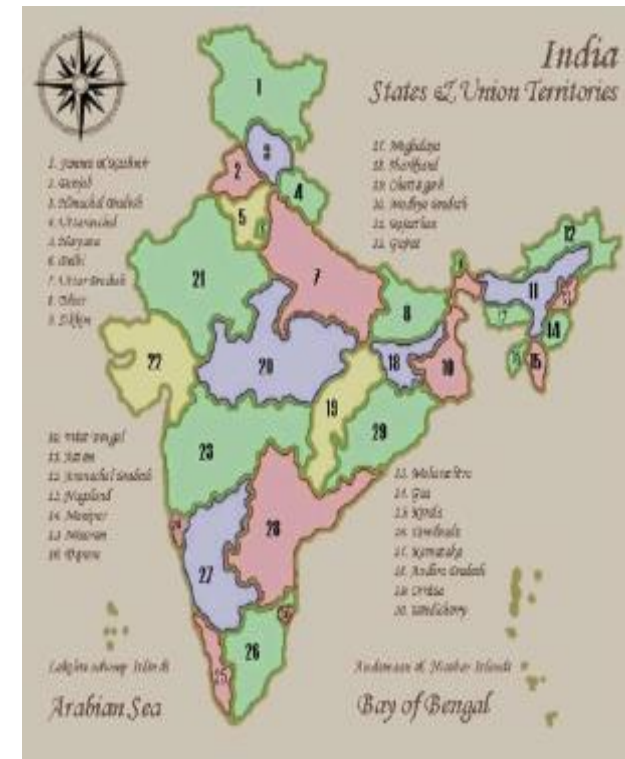 India
States & Union Territories
1. Jammu & Kashmir
2. Punjab
3. Himachal Pradesh
4. Uttaranchal
5. Haryana
6. Delhi
7. Uttar Pradesh
8. Bihar
9. Sikkim
17. Meghalaya
18. Jharkhand
19. Chattisgarh
20. Madhya Pradesh
21. Rajasthan
22. Gujrat
1
3
2
4
5
7
21
8
12
11
14
15
18
10
20
22
19
29
23
28
27
26
25
10. West Bengal
11. Assam
12. Arunachal Pradesh
13. Nagaland
14. Manipur
15. Mizoram
16. Tripura
23. Maharashtra
24. Goa
25. Kerala
26. Tamilnadu
27. Karnataka
28. Andhra Pradesh
29. Orissa
30. Pondicherry
Islands
Arabian Sea
Andaman & Islands
Bay of Bengal